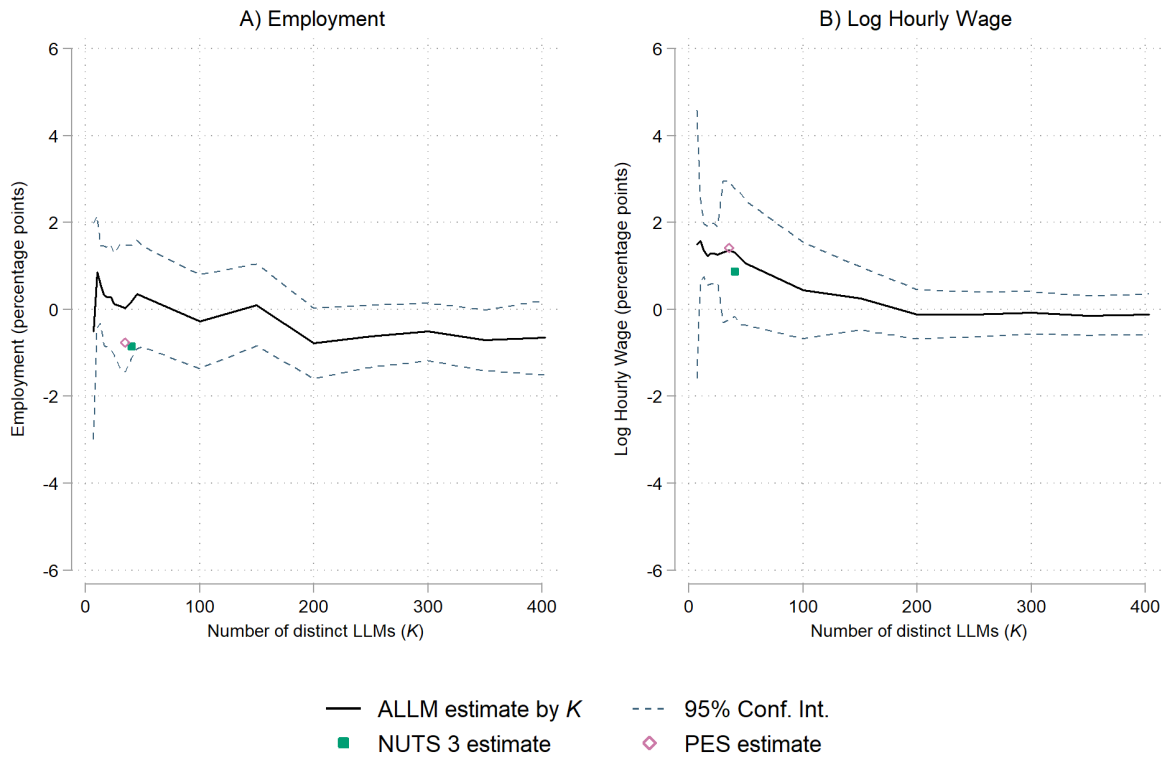 A) Employment
B) Log Hourly Wage
Employment (percentage points)
6
4
2
0
-2
-4
-6
0 100 200 300 400
Number of distinct LLMs (K)
Log Hourly Wage (percentage points)
6
4
2
0
-2
-4
-6
0 100 200 300 400
Number of distinct LLMs (K)
ALLM estimate by K
95% Conf. Int.
NUTS 3 estimate
PES estimate